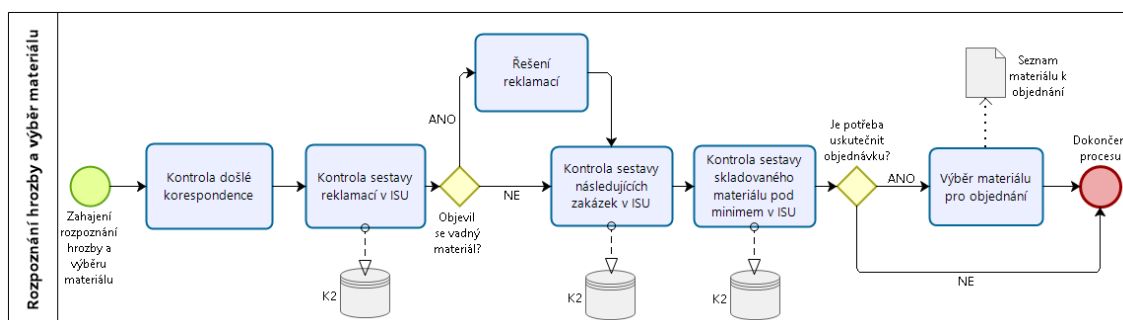 Rozpoznání hrozby a výběr materiálu
Zahájení
rozpoznání
hrozby a
výběru
materiálu
Kontrola došlé
korespondence
Kontrola sestavy
reklamací v ISU
K2
Objevil
se vadný
materiál?
ANO
NE
Řešení
reklamací
Kontrola sestavy
následujících
zakázek v ISU
K2
Kontrola sestavy
skladovaného
materiálu pod
minimem v ISU
K2
Je potřeba
uskutečnit
objednávku?
ANO
NE
Výběr materiálu
pro objednání
Seznam
materiálu k
objednání
Dokončení
procesu